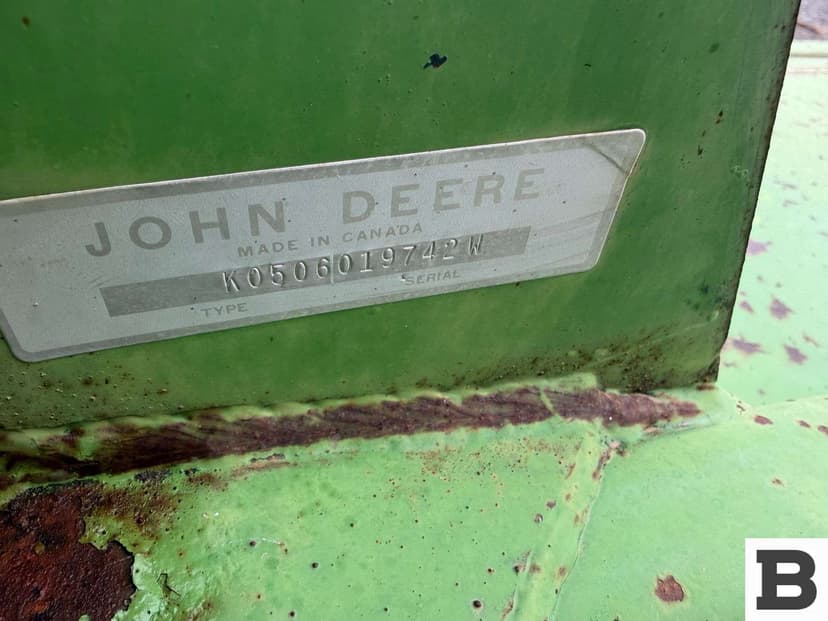 JOHN DEERE
MADE IN CANADA
K0506019742W
TYPE SERIAL
B